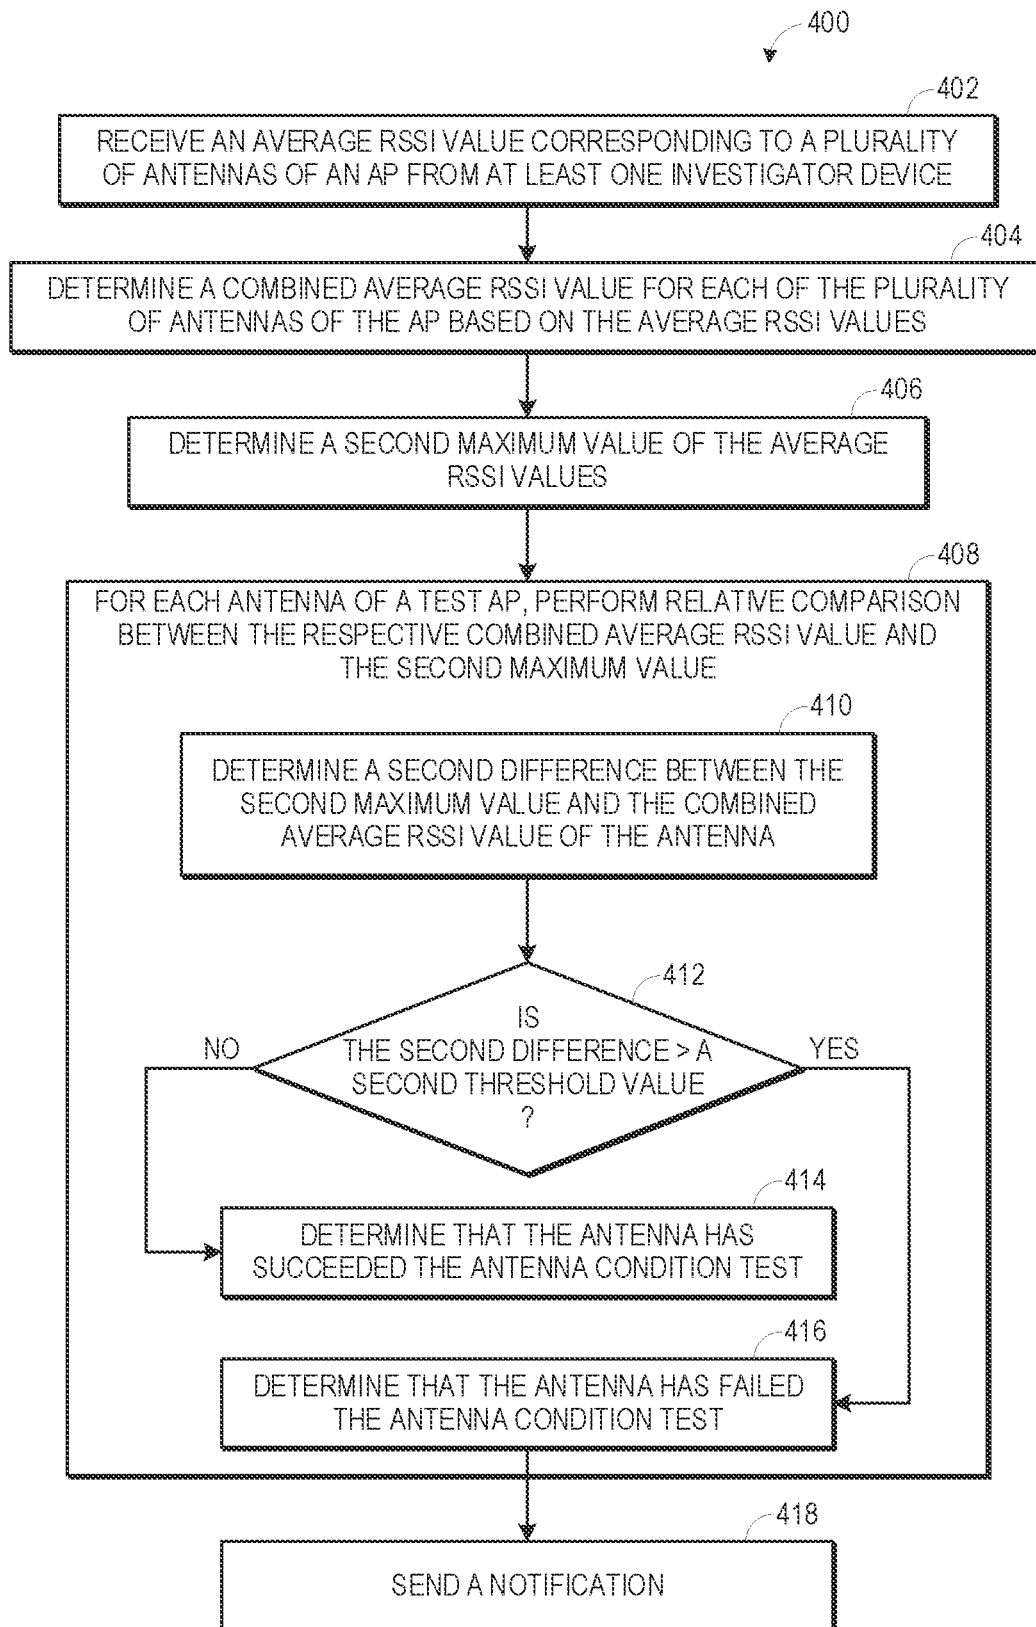 400
402
RECEIVE AN AVERAGE RSSI VALUE CORRESPONDING TO A PLURALITY
OF ANTENNAS OF AN AP FROM AT LEAST ONE INVESTIGATOR DEVICE
404
DETERMINE A COMBINED AVERAGE RSSI VALUE FOR EACH OF THE PLURALITY
OF ANTENNAS OF THE AP BASED ON THE AVERAGE RSSI VALUES
406
DETERMINE A SECOND MAXIMUM VALUE OF THE AVERAGE
RSSI VALUES
408
FOR EACH ANTENNA OF A TEST AP, PERFORM RELATIVE COMPARISON
BETWEEN THE RESPECTIVE COMBINED AVERAGE RSSI VALUE AND
THE SECOND MAXIMUM VALUE
410
DETERMINE A SECOND DIFFERENCE BETWEEN THE
SECOND MAXIMUM VALUE AND THE COMBINED
AVERAGE RSSI VALUE OF THE ANTENNA
412
IS
THE SECOND DIFFERENCE > A
SECOND THRESHOLD VALUE
?
NO
YES
414
DETERMINE THAT THE ANTENNA HAS
SUCCEEDED THE ANTENNA CONDITION TEST
416
DETERMINE THAT THE ANTENNA HAS FAILED
THE ANTENNA CONDITION TEST
418
SEND A NOTIFICATION